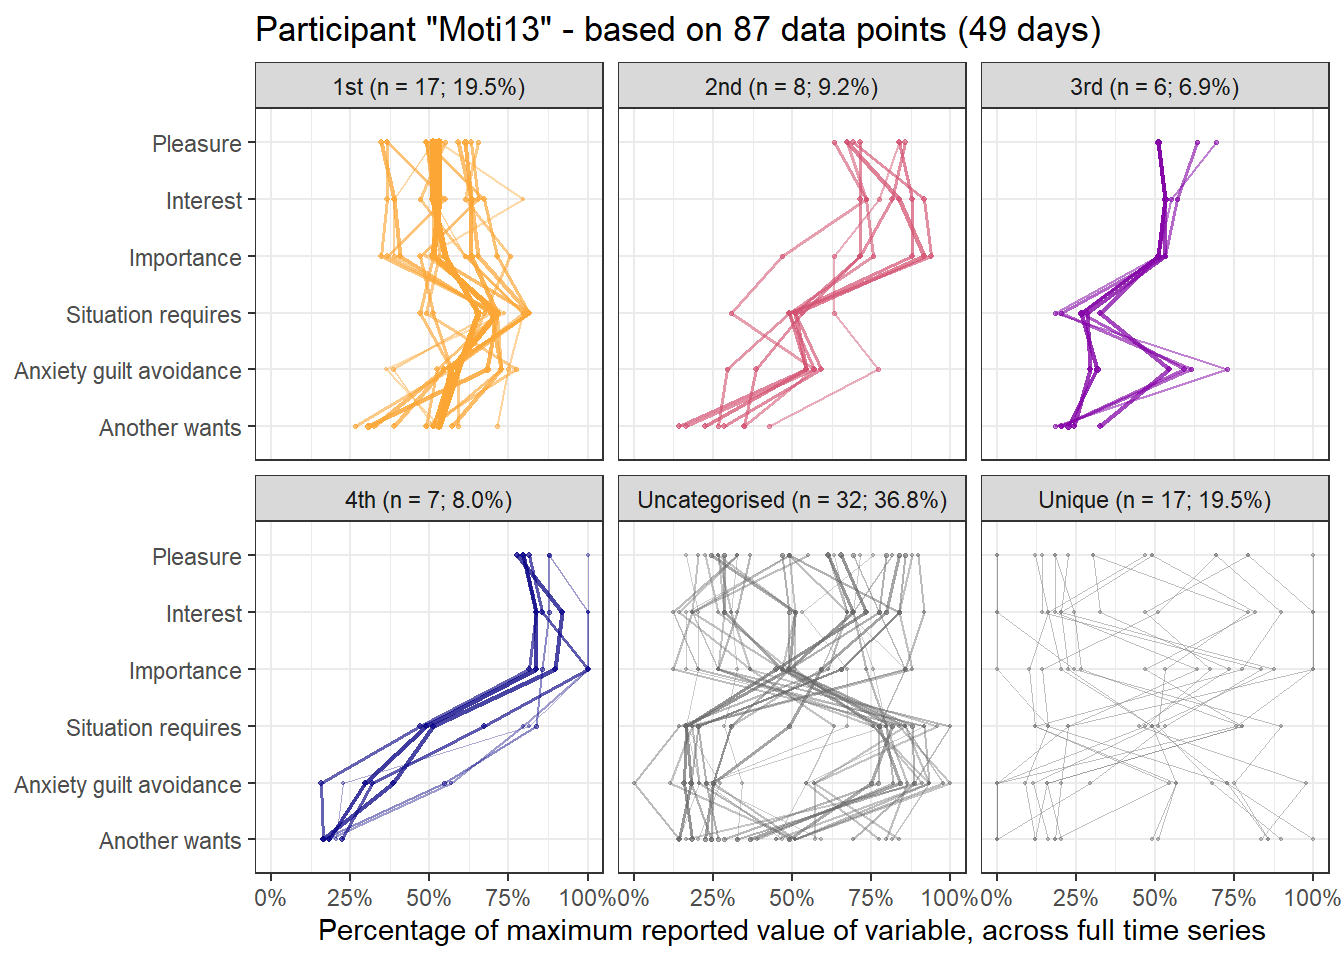 Participant "Moti13" - based on 87 data points (49 days)
1st (n = 17; 19.5%)
2nd (n = 8; 9.2%)
3rd (n = 6; 6.9%)
Pleasure
Interest
Importance
Situation requires
Anxiety guilt avoidance
Another wants
4th (n = 7; 8.0%)
Uncategorised (n = 32; 36.8%)
Unique (n = 17; 19.5%)
Pleasure
Interest
Importance
Situation requires
Anxiety guilt avoidance
Another wants
0% 25% 50% 75% 100% 0% 25% 50% 75% 100% 0% 25% 50% 75% 100%
Percentage of maximum reported value of variable, across full time series